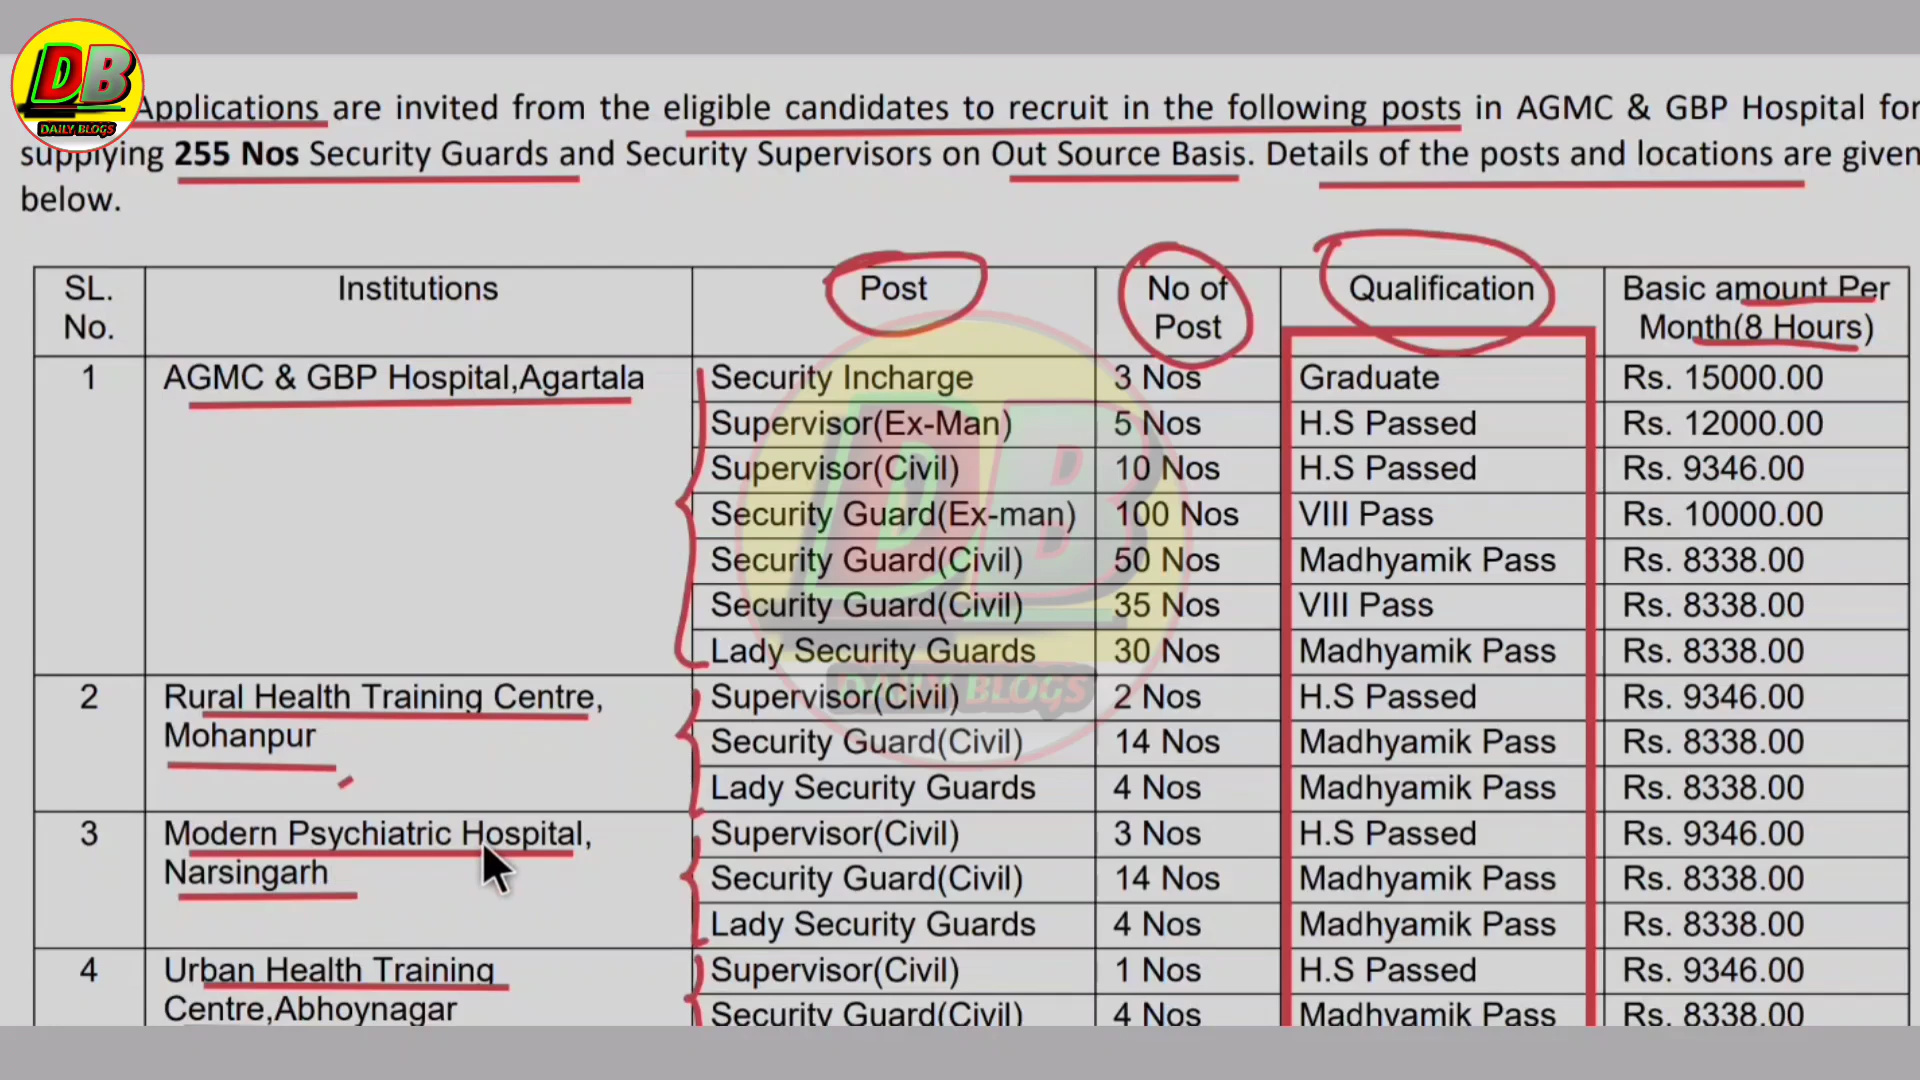 DB
DAILY BLOGS
Applications are invited from the eligible candidates to recruit in the following posts in AGMC & GBP Hospital for
supplying 255 Nos Security Guards and Security Supervisors on Out Source Basis. Details of the posts and locations are given
below.
SL. No. Institutions Post No of Post Qualification Basic amount Per Month(8 Hours)
1 AGMC & GBP Hospital,Agartala Security Incharge 3 Nos Graduate Rs. 15000.00
Supervisor(Ex-Man) 5 Nos H.S Passed Rs. 12000.00
Supervisor(Civil) 10 Nos H.S Passed Rs. 9346.00
Security Guard(Ex-man) 100 Nos VIII Pass Rs. 10000.00
Security Guard(Civil) 50 Nos Madhyamik Pass Rs. 8338.00
Security Guard(Civil) 35 Nos VIII Pass Rs. 8338.00
Lady Security Guards 30 Nos Madhyamik Pass Rs. 8338.00
2 Rural Health Training Centre, Supervisor(Civil) 2 Nos H.S Passed Rs. 9346.00
Mohanpur Security Guard(Civil) 14 Nos Madhyamik Pass Rs. 8338.00
Lady Security Guards 4 Nos Madhyamik Pass Rs. 8338.00
3 Modern Psychiatric Hospital, Supervisor(Civil) 3 Nos H.S Passed Rs. 9346.00
Narsingarh Security Guard(Civil) 14 Nos Madhyamik Pass Rs. 8338.00
Lady Security Guards 4 Nos Madhyamik Pass Rs. 8338.00
4 Urban Health Training Supervisor(Civil) 1 Nos H.S Passed Rs. 9346.00
Centre,Abhoynagar Security Guard(Civil) 4 Nos Madhyamik Pass Rs. 8338.00
DB
DAILY BLOGS